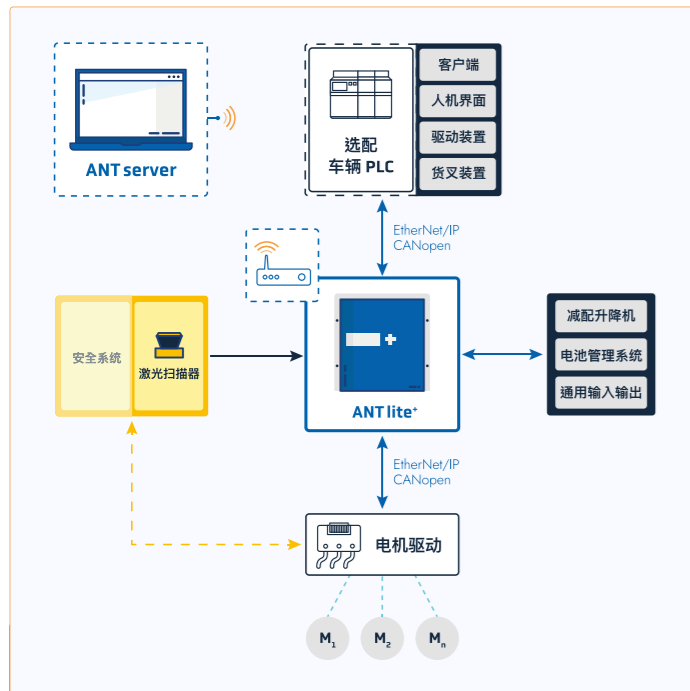 ANT server
选配
车辆 PLC
客户端
人机界面
驱动装置
货叉装置
EtherNet/IP
CANopen
安全系统
激光扫描器
ANT lite⁺
减配升降机
电池管理系统
通用输入输出
EtherNet/IP
CANopen
电机驱动
M₁
M₂
Mₙ